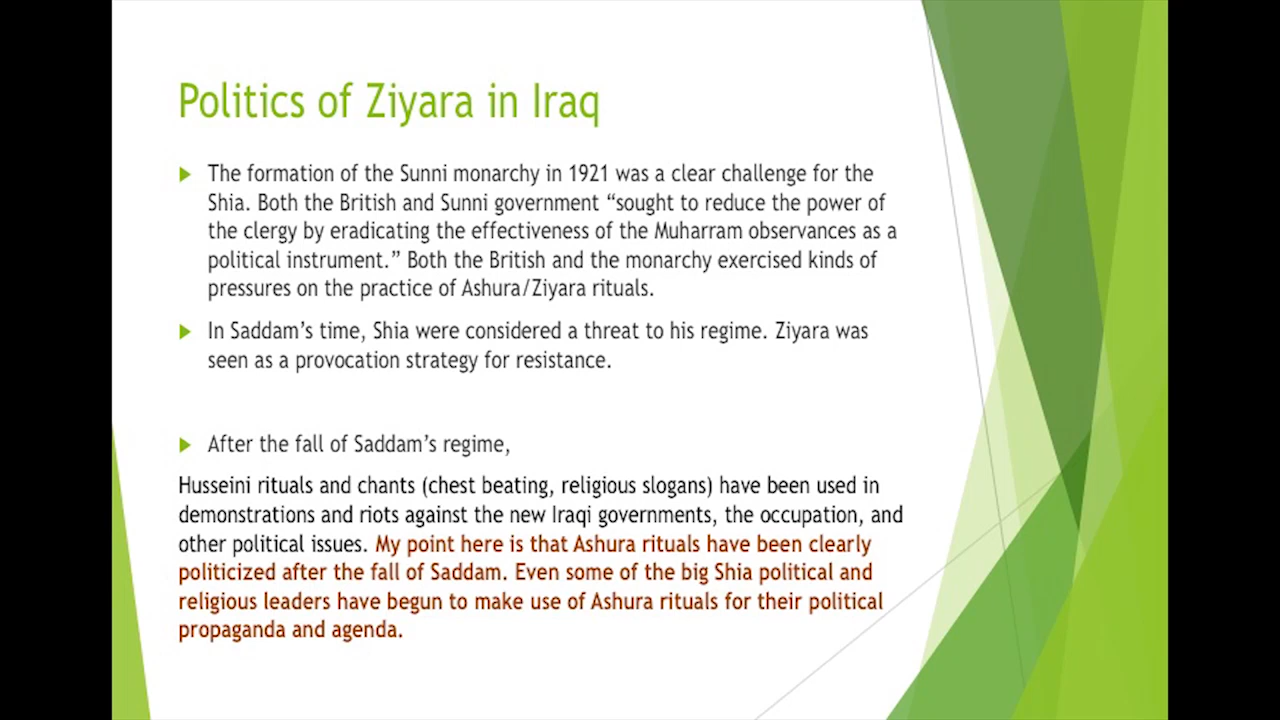 Politics of Ziyara in Iraq
The formation of the Sunni monarchy in 1921 was a clear challenge for the
Shia. Both the British and Sunni government “sought to reduce the power of
the clergy by eradicating the effectiveness of the Muharram observances as a
political instrument.” Both the British and the monarchy exercised kinds of
pressures on the practice of Ashura/Ziyara rituals.
In Saddam’s time, Shia were considered a threat to his regime. Ziyara was
seen as a provocation strategy for resistance.
After the fall of Saddam’s regime,
Husseini rituals and chants (chest beating, religious slogans) have been used in
demonstrations and riots against the new Iraqi governments, the occupation, and
other political issues. My point here is that Ashura rituals have been clearly
politicized after the fall of Saddam. Even some of the big Shia political and
religious leaders have begun to make use of Ashura rituals for their political
propaganda and agenda.